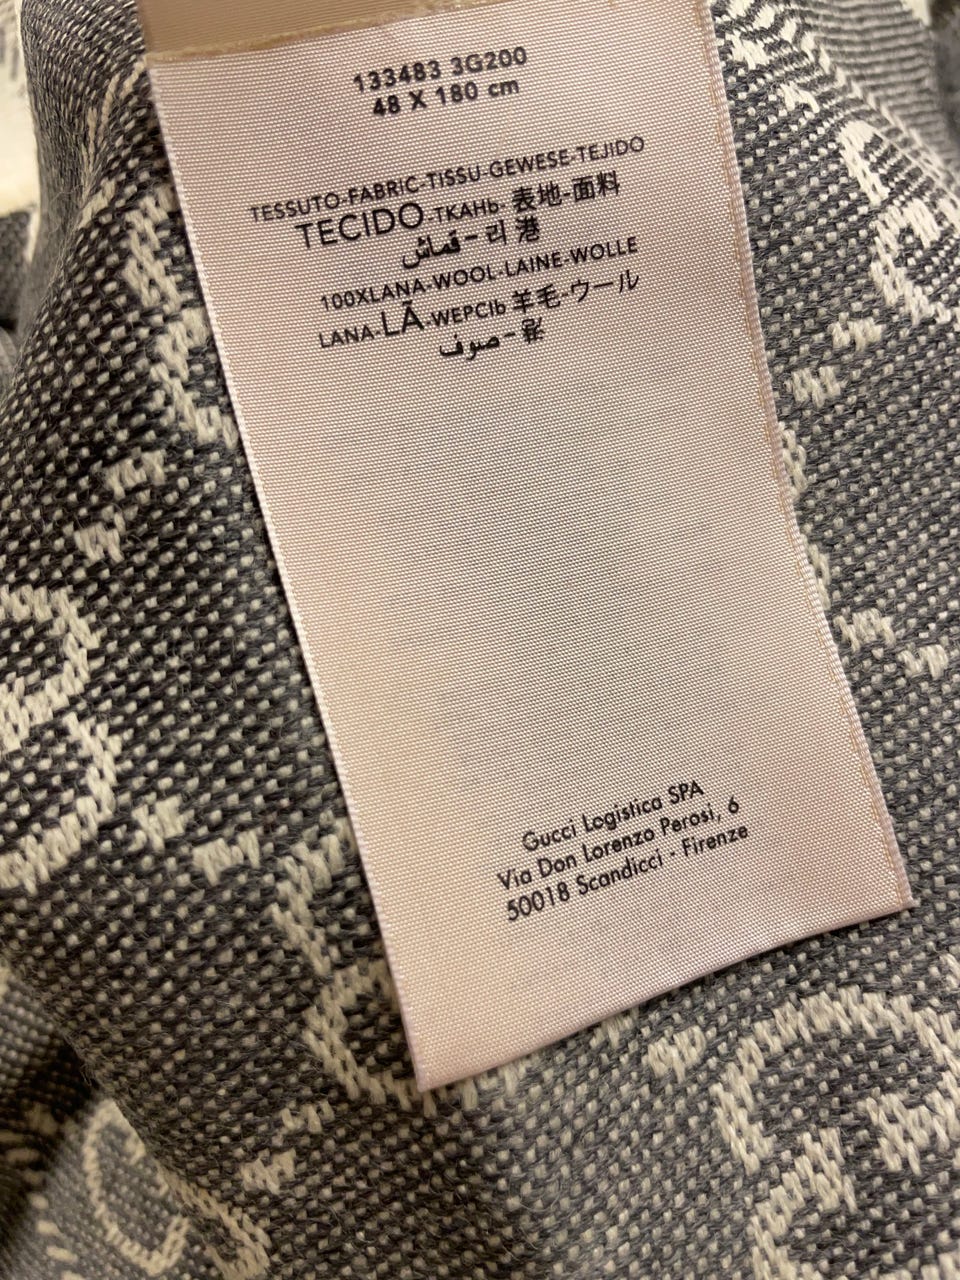 133483 3G200
48 X 180 cm
TESSUTO-FABRIC-TISSU-GEWESE-TEJIDO
TECIDO-TKAHb- 表地-面料
قماش - 리 港
100XLANA-WOOL-LAINE-WOLLE
LANA-LÃ-WEPCIb 羊毛-ウール
صوف -
Gucci Logistica SPA
Via Don Lorenzo Perosi, 6
50018 Scandicci - Firenze